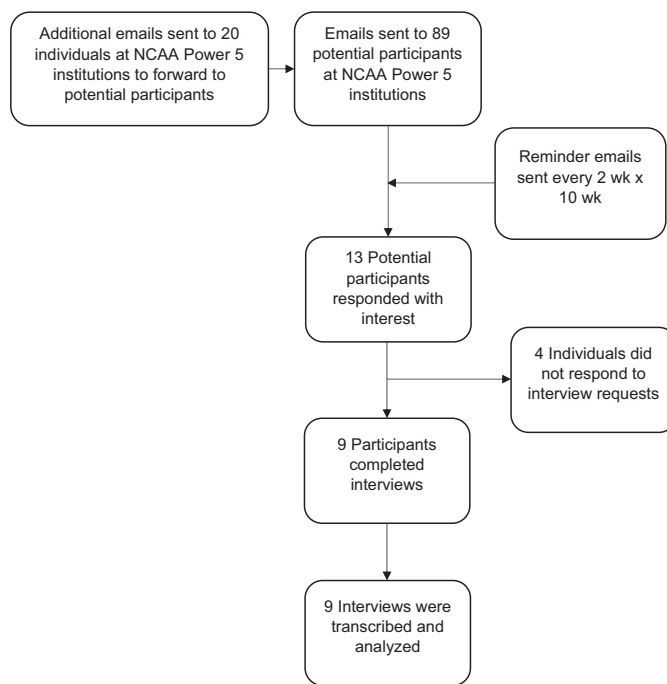 Additional emails sent to 20
individuals at NCAA Power 5
institutions to forward to
potential participants
Emails sent to 89
potential participants
at NCAA Power 5
institutions
Reminder emails
sent every 2 wk x
10 wk
13 Potential
participants
responded with
interest
4 Individuals did
not respond to
interview requests
9 Participants
completed
interviews
9 Interviews were
transcribed and
analyzed